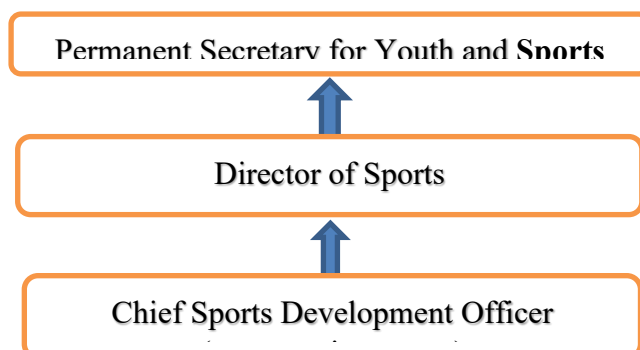 Permanent Secretary for Youth and Sports
Director of Sports
Chief Sports Development Officer